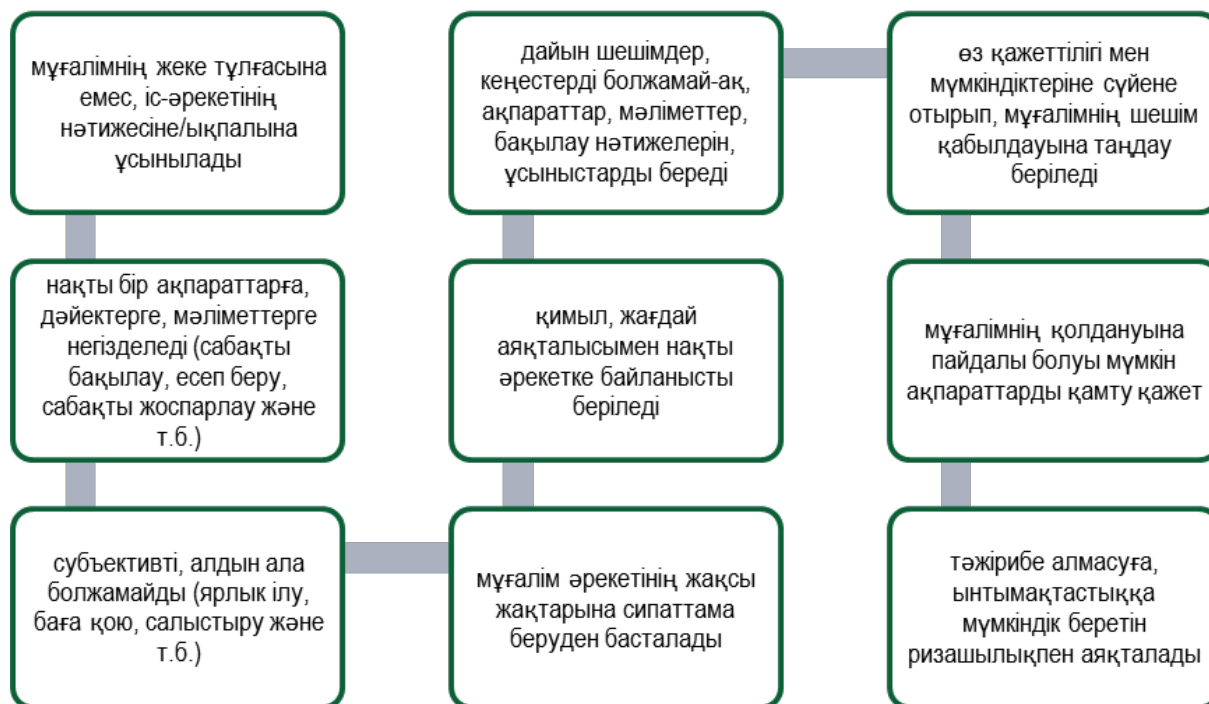 мұғалімнің жеке тұлғасына
емес, іс-әрекетінің
нәтижесіне/ықпалына
ұсынылады
нақты бір ақпараттарға,
дәйектерге, мәліметтерге
негізделеді (сабақты
бақылау, есеп беру,
сабақты жоспарлау және
т.б.)
субъективті, алдын ала
болжамайды (ярлык ілу,
баға қою, салыстыру және
т.б.)
мұғалім әрекетінің жақсы
жақтарына сипаттама
беруден басталады
қимыл, жағдай
аяқталысымен нақты
әрекетке байланысты
беріледі
дайын шешімдер,
кеңестерді болжамай-ақ,
ақпараттар, мәліметтер,
бақылау нәтижелерін,
ұсыныстарды береді
өз қажеттілігі мен
мүмкіндіктеріне сүйене
отырып, мұғалімнің шешім
қабылдауына таңдау
беріледі
мұғалімнің қолдануына
пайдалы болуы мүмкін
ақпараттарды қамту қажет
тәжірибе алмасуға,
ынтымақтастыққа
мүмкіндік беретін
ризашылықпен аяқталады